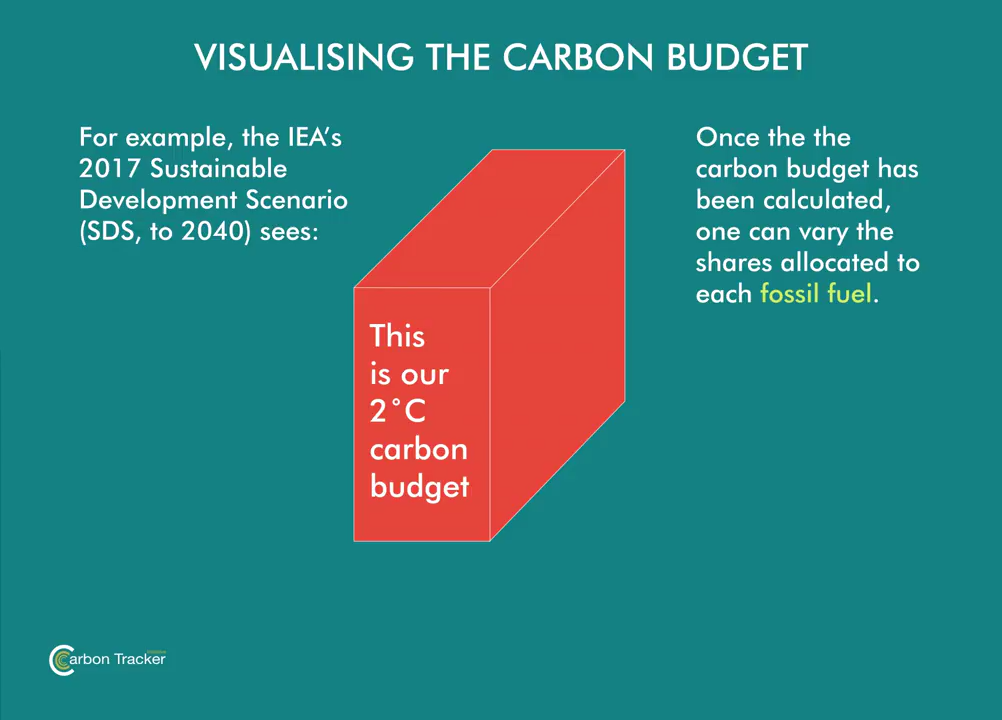 VISUALISING THE CARBON BUDGET
For example, the IEA's
2017 Sustainable
Development Scenario
(SDS, to 2040) sees:
Once the the
carbon budget has
been calculated,
one can vary the
shares allocated to
each fossil fuel.
This
is our
2°C
carbon
budget
Carbon Tracker